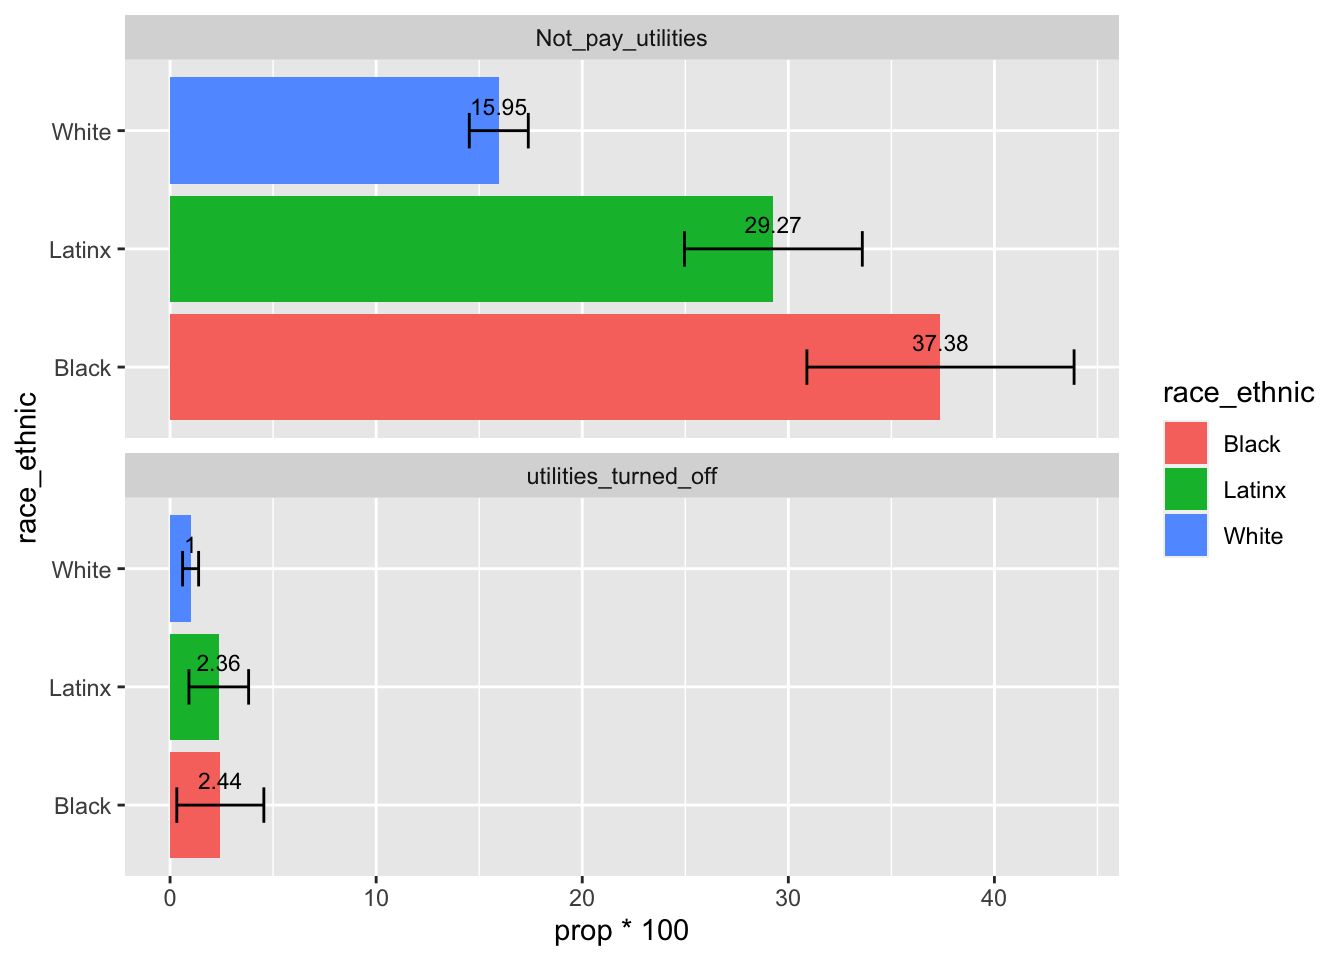 Not_pay_utilities
White
15.95
Latinx
29.27
Black
37.38
race_ethnic
utilities_turned_off
White
1
Latinx
2.36
Black
2.44
0 10 20 30 40
prop * 100
race_ethnic
Black
Latinx
White